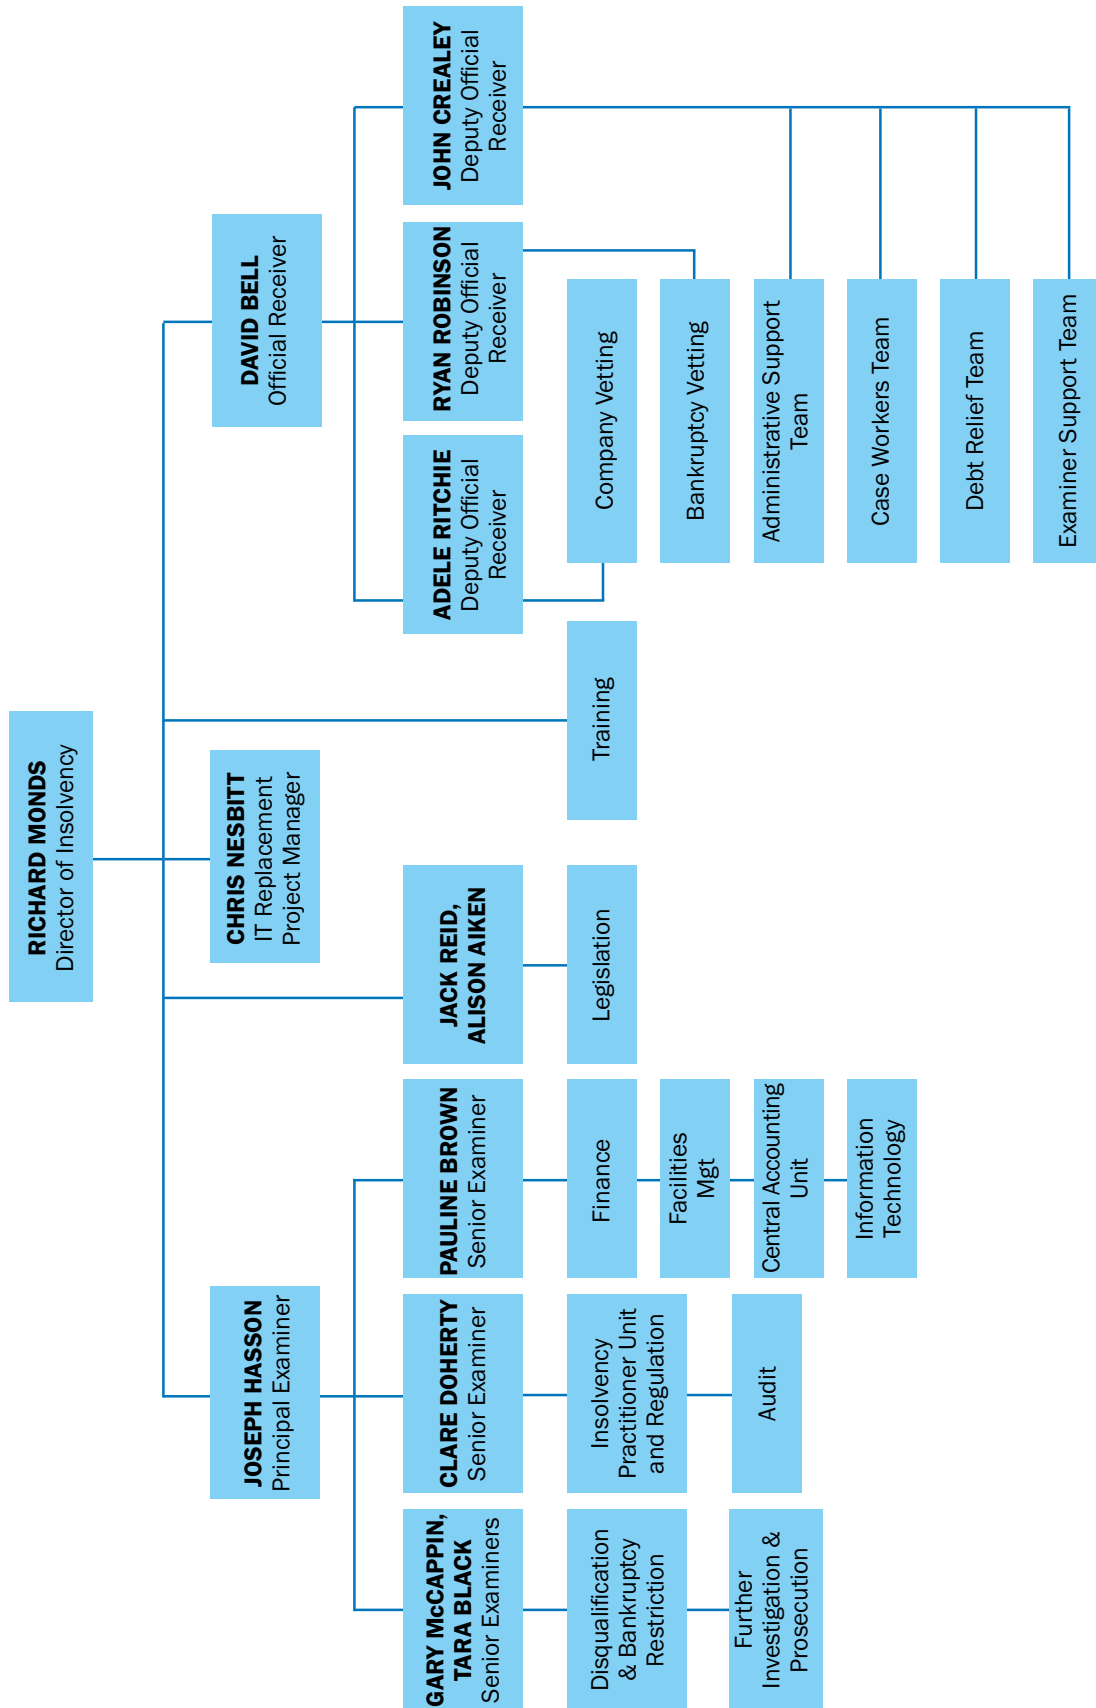 RICHARD MONDS
Director of Insolvency
JOSEPH HASSON
Principal Examiner
CHRIS NESBITT
IT Replacement
Project Manager
DAVID BELL
Official Receiver
GARY McCAPPIN,
TARA BLACK
Senior Examiners
CLARE DOHERTY
Senior Examiner
PAULINE BROWN
Senior Examiner
JACK REID,
ALISON AIKEN
ADELE RITCHIE
Deputy Official
Receiver
RYAN ROBINSON
Deputy Official
Receiver
JOHN CREALEY
Deputy Official
Receiver
Disqualification
& Bankruptcy
Restriction
Insolvency
Practitioner Unit
and Regulation
Finance
Legislation
Training
Company Vetting
Facilities
Mgt
Bankruptcy Vetting
Further
Investigation &
Prosecution
Audit
Central Accounting
Unit
Administrative Support
Team
Information
Technology
Case Workers Team
Debt Relief Team
Examiner Support Team